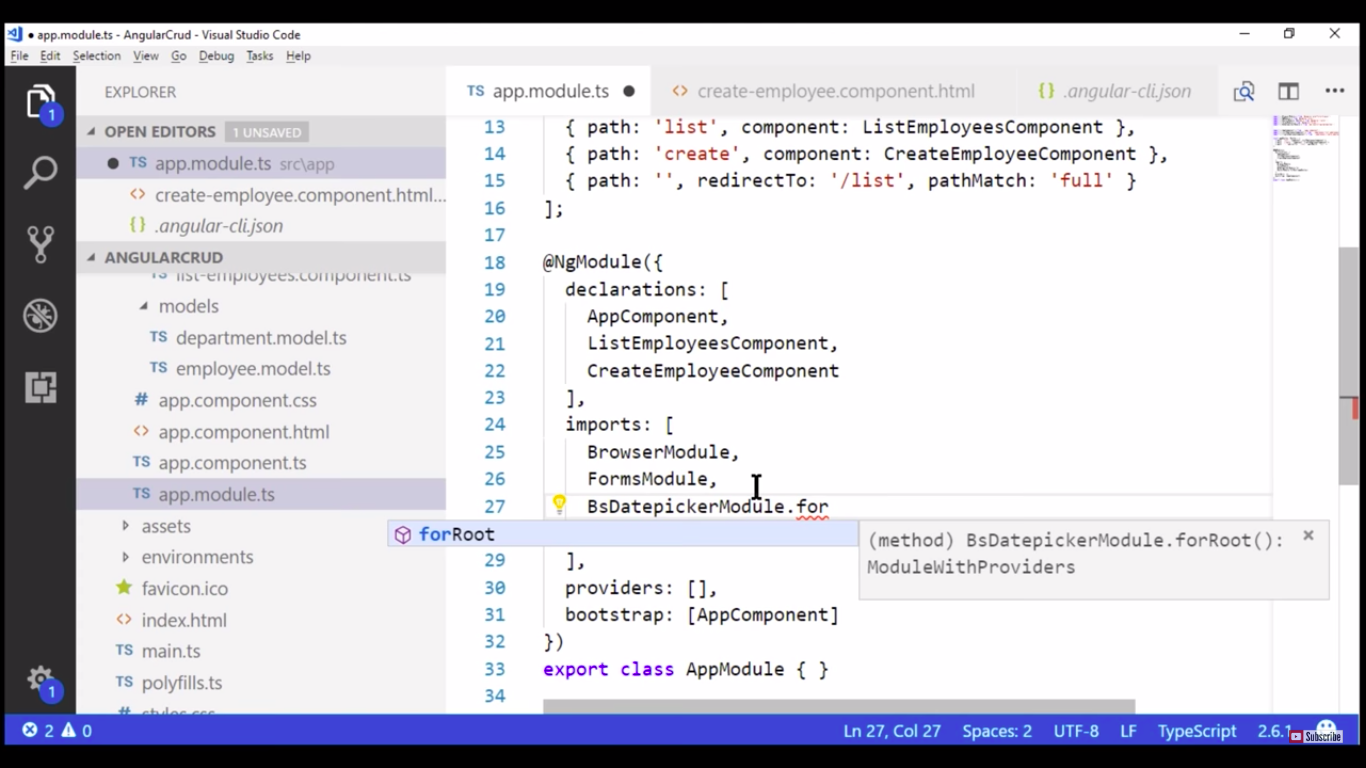 app.module.ts - AngularCrud - Visual Studio Code
File Edit Selection View Go Debug Tasks Help
EXPLORER
OPEN EDITORS 1 UNSAVED
TS app.module.ts src\app
<> create-employee.component.html...
{} .angular-cli.json
ANGULARCRUD
TS list-employees.component.ts
models
TS department.model.ts
TS employee.model.ts
# app.component.css
<> app.component.html
TS app.component.ts
TS app.module.ts
assets
environments
favicon.ico
<> index.html
TS main.ts
TS polyfills.ts
# styles.css
1
1
TS app.module.ts
<> create-employee.component.html
{} .angular-cli.json
13 { path: 'list', component: ListEmployeesComponent },
14 { path: 'create', component: CreateEmployeeComponent },
15 { path: '', redirectTo: '/list', pathMatch: 'full' }
16 ];
17
18 @NgModule({
19 declarations: [
20 AppComponent,
21 ListEmployeesComponent,
22 CreateEmployeeComponent
23 ],
24 imports: [
25 BrowserModule,
26 FormsModule,
27 BsDatepickerModule.for
forRoot
(method) BsDatepickerModule.forRoot():
ModuleWithProviders
29 ],
30 providers: [],
31 bootstrap: [AppComponent]
32 })
33 export class AppModule { }
34
2 0 Ln 27, Col 27 Spaces: 2 UTF-8 LF TypeScript 2.6.1
Subscribe